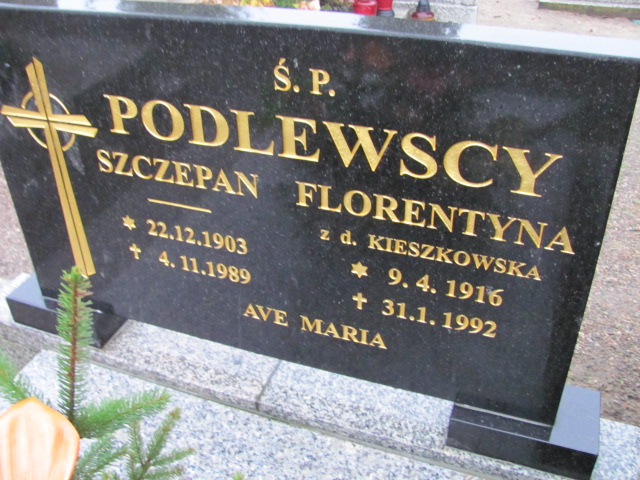 Ś. P.
PODLEWSCY
SZCZEPAN
* 22.12.1903
✝ 4.11.1989
FLORENTYNA
z d. KIESZKOWSKA
* 9. 4. 1916
✝ 31.1. 1992
AVE MARIA